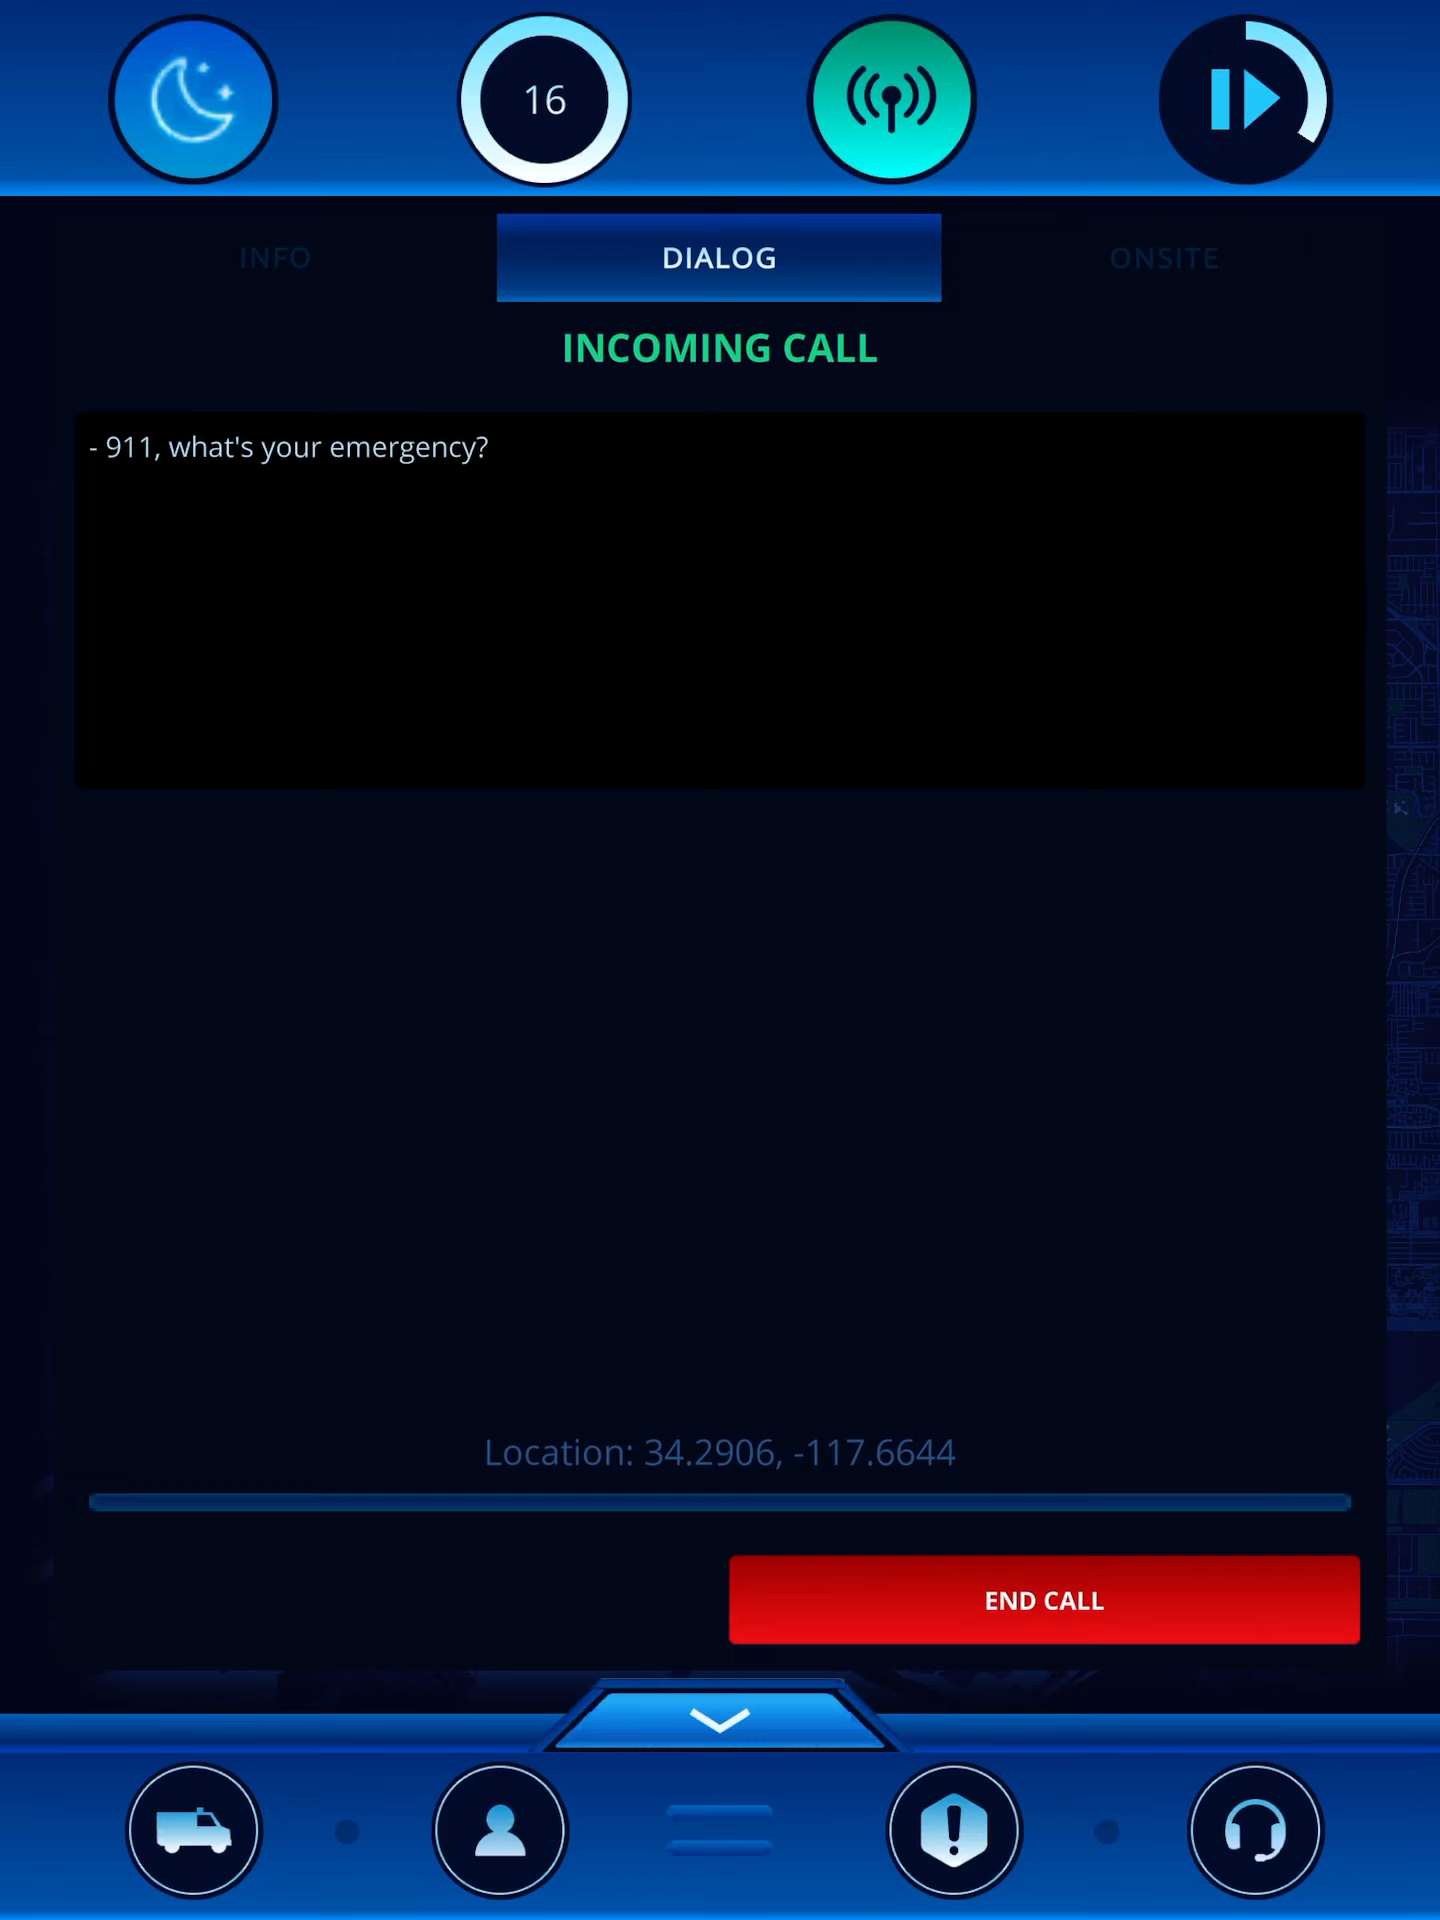 16
INFO
DIALOG
ONSITE
INCOMING CALL
- 911, what's your emergency?
Location: 34.2906, -117.6644
END CALL